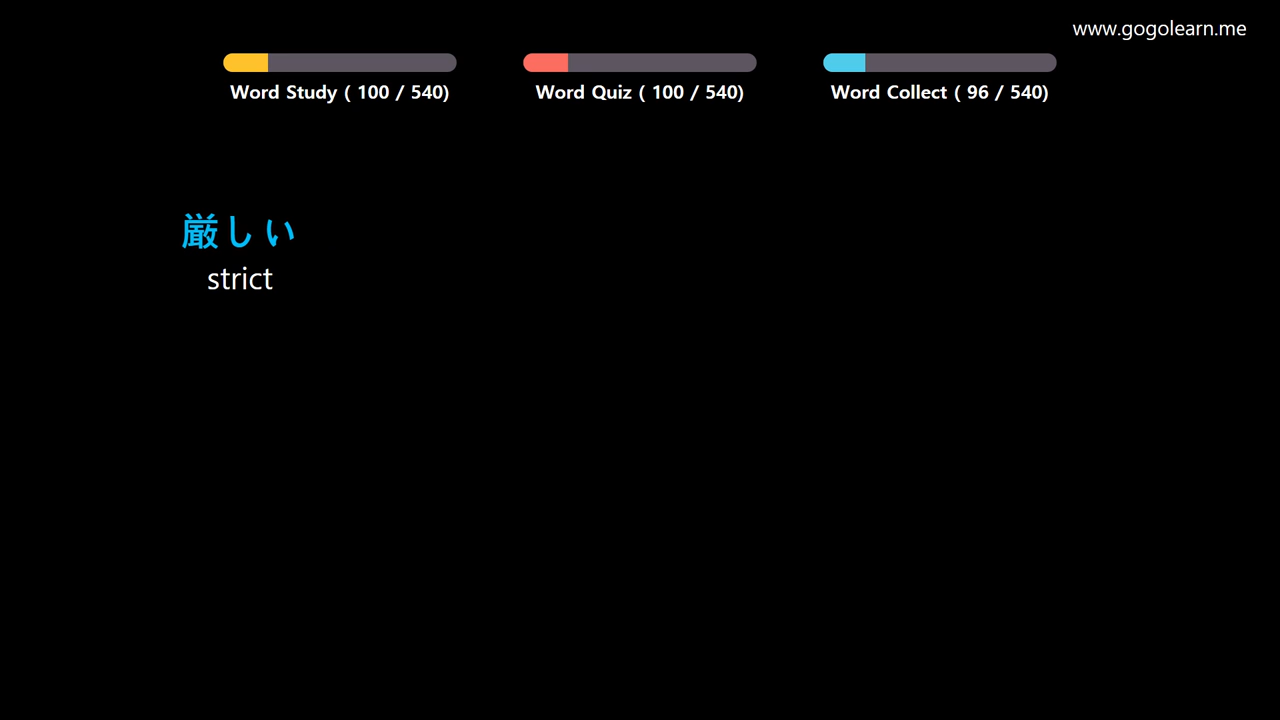 www.gogolearn.me
Word Study ( 100 / 540)
Word Quiz ( 100 / 540)
Word Collect ( 96 / 540)
厳しい
strict